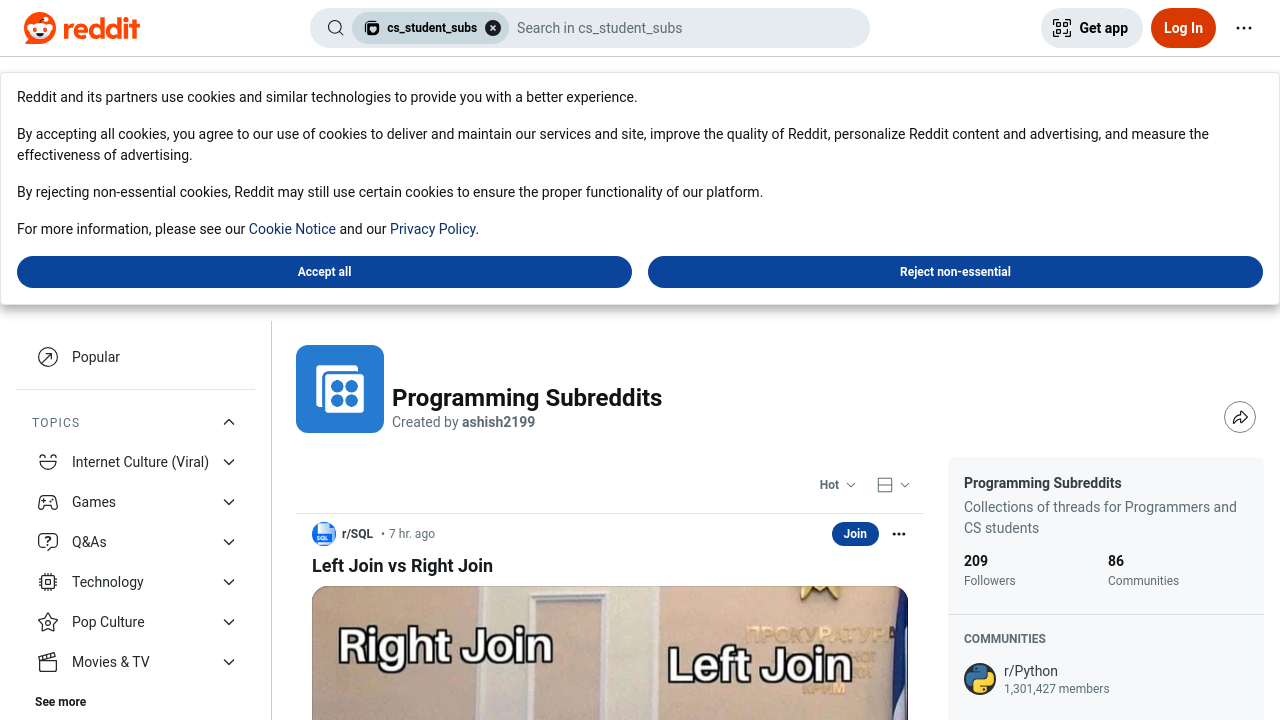 reddit
cs_student_subs
Search in cs_student_subs
Get app
Log In
Reddit and its partners use cookies and similar technologies to provide you with a better experience.
By accepting all cookies, you agree to our use of cookies to deliver and maintain our services and site, improve the quality of Reddit, personalize Reddit content and advertising, and measure the
effectiveness of advertising.
By rejecting non-essential cookies, Reddit may still use certain cookies to ensure the proper functionality of our platform.
For more information, please see our Cookie Notice and our Privacy Policy.
Accept all
Reject non-essential
Popular
TOPICS
Internet Culture (Viral)
Games
Q&As
Technology
Pop Culture
Movies & TV
See more
Programming Subreddits
Created by ashish2199
Hot
r/SQL • 7 hr. ago
Join
Left Join vs Right Join
Right Join
Left Join
Programming Subreddits
Collections of threads for Programmers and
CS students
209
Followers
86
Communities
COMMUNITIES
r/Python
1,301,427 members